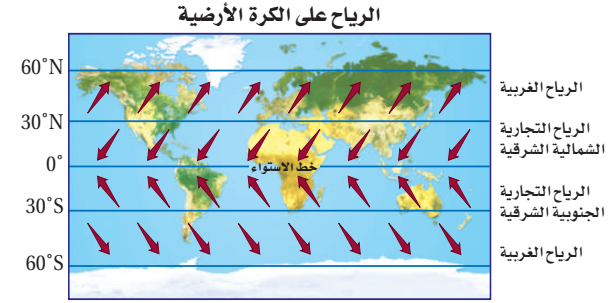 الرياح على الكرة الأرضية
60°N
الرياح الغربية
30°N
الرياح التجارية
الشمالية الشرقية
0°
خط الاستواء
الرياح التجارية
الجنوبية الشرقية
30°S
الرياح الغربية
60°S